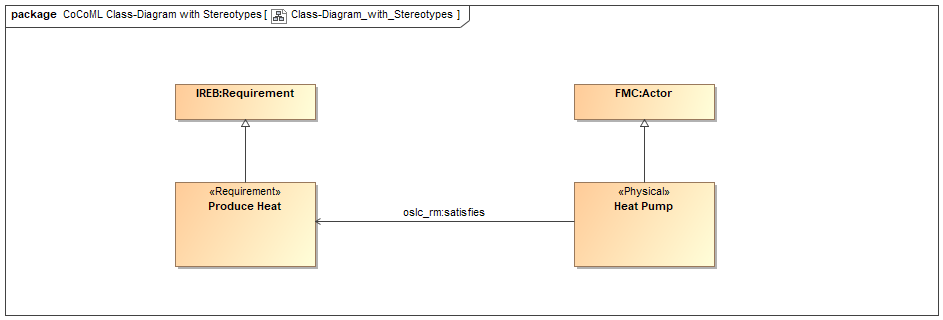 package CoCoML Class-Diagram with Stereotypes [ Class-Diagram_with_Stereotypes ]
IREB:Requirement
FMC:Actor
«Requirement»
Produce Heat
oslc_rm:satisfies
«Physical»
Heat Pump